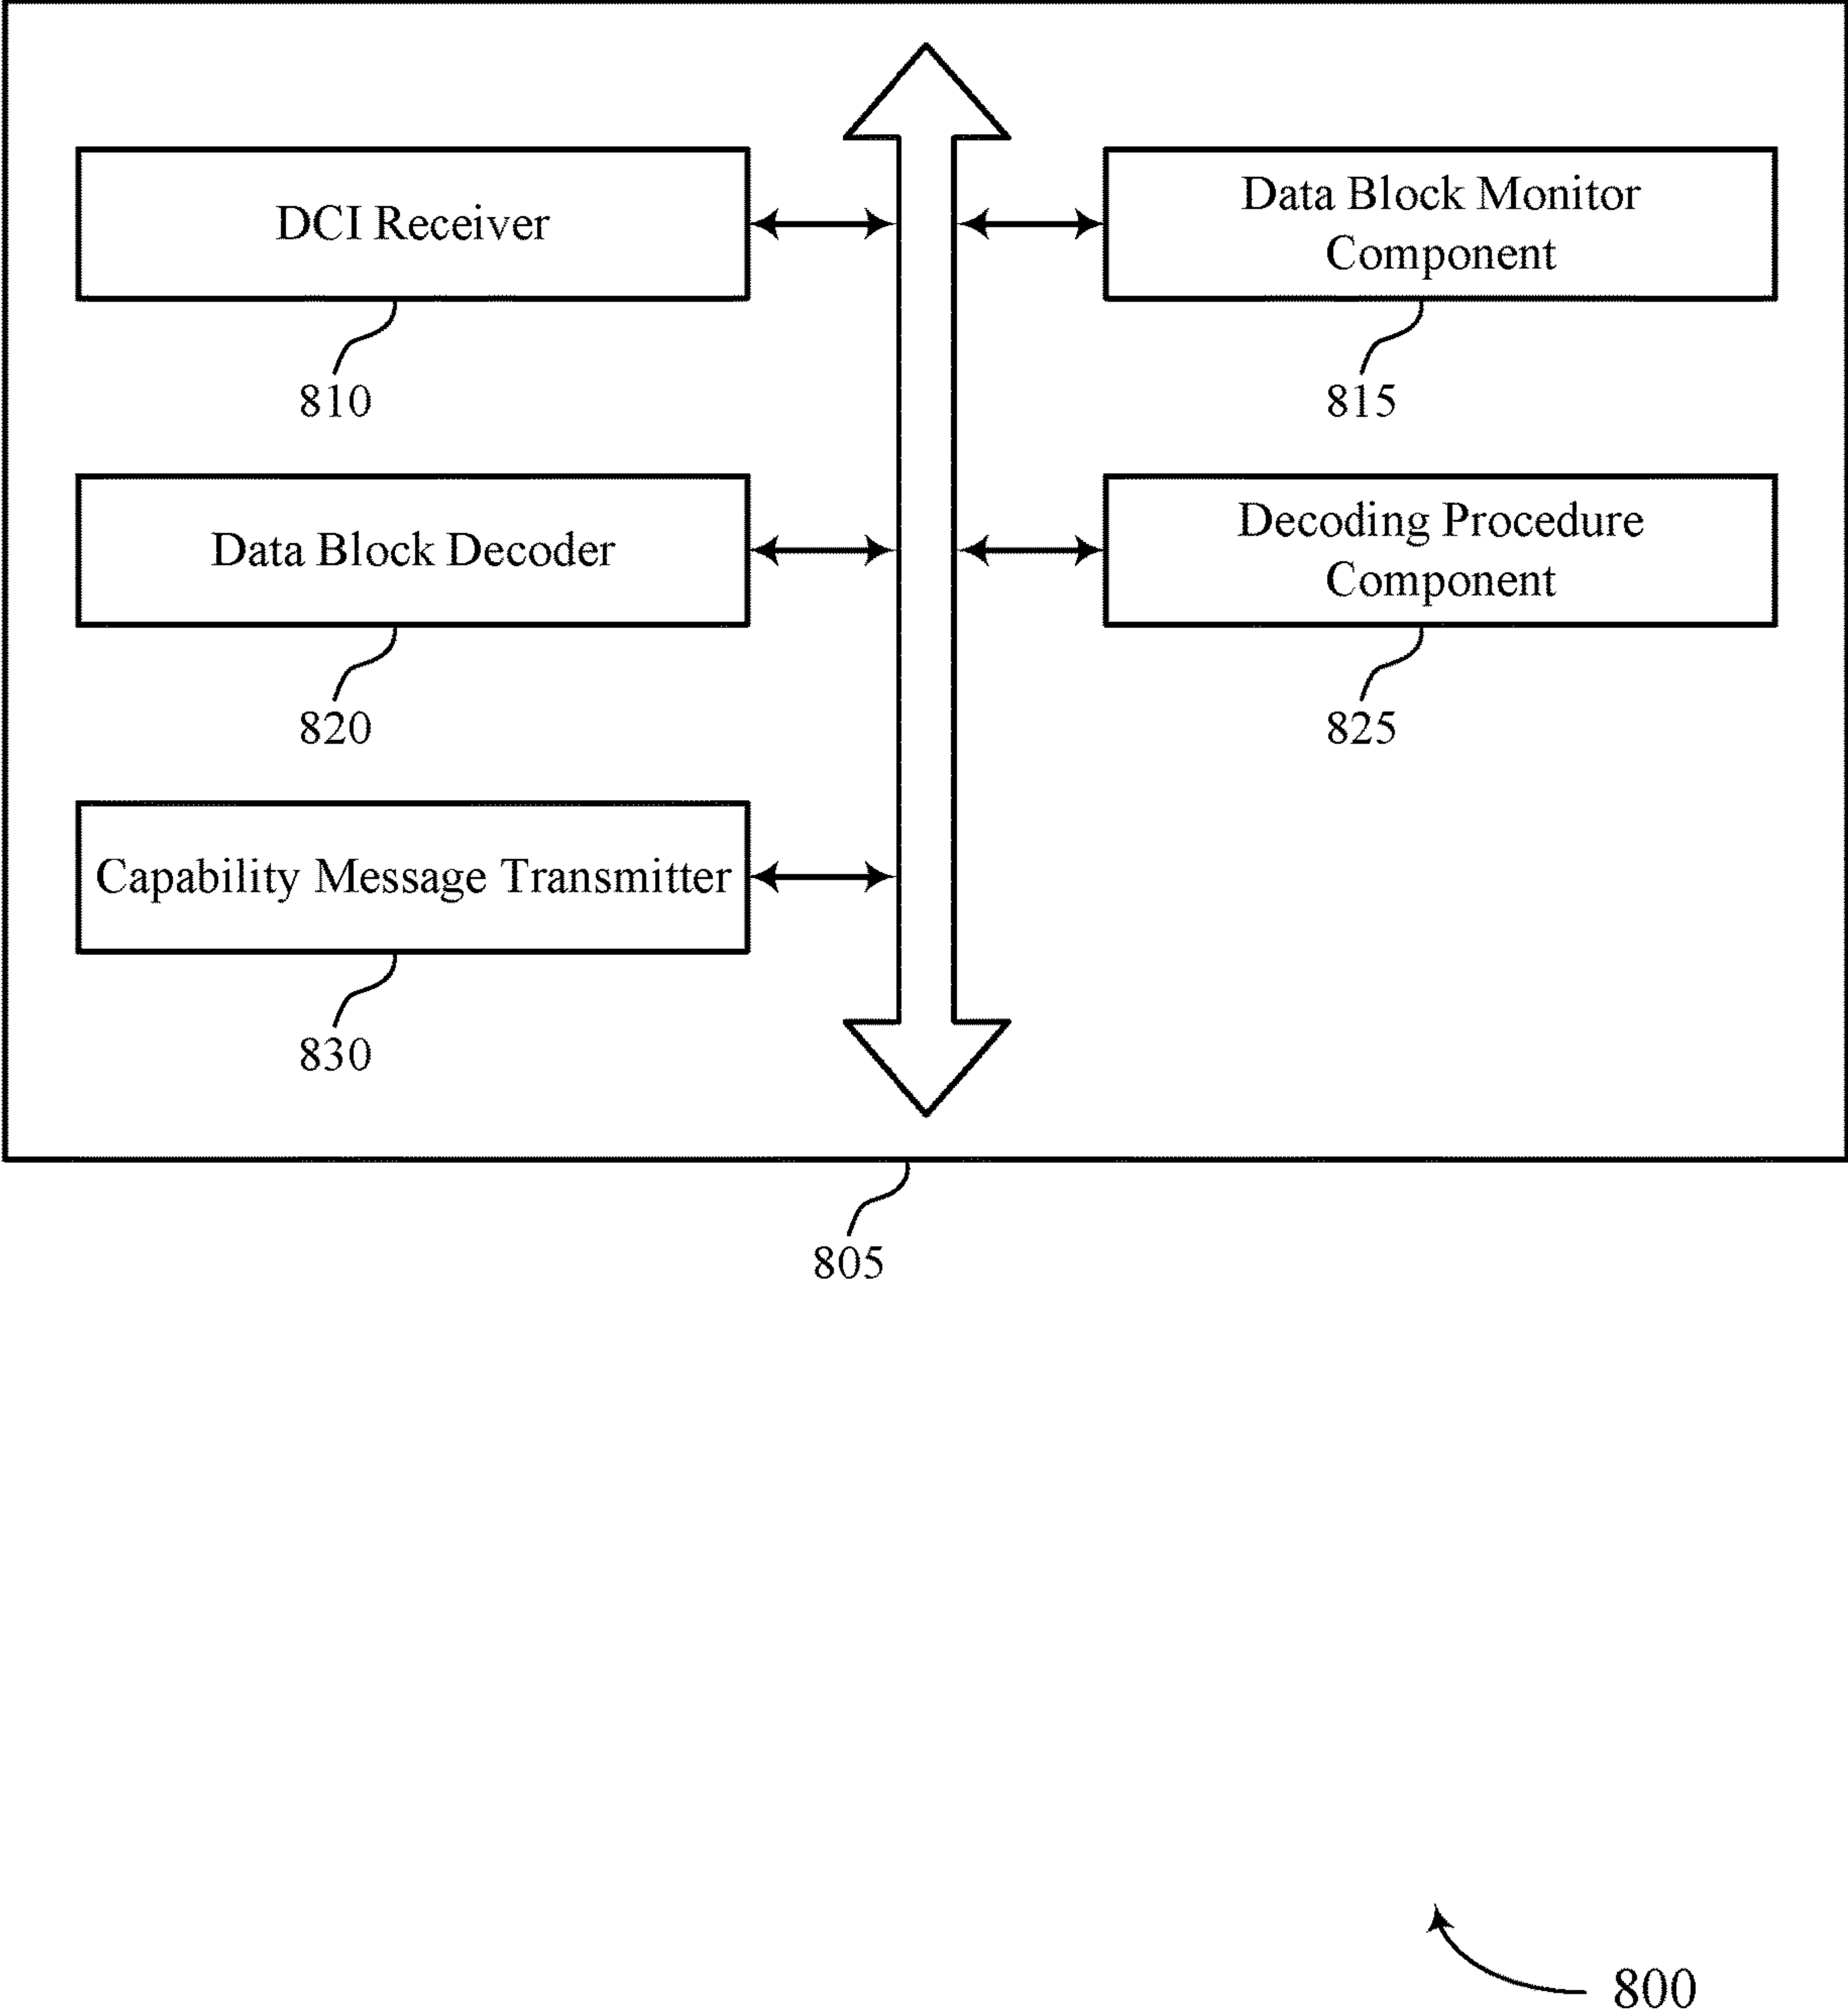 DCI Receiver
810
Data Block Monitor
Component
815
Data Block Decoder
820
Decoding Procedure
Component
825
Capability Message Transmitter
830
805
800